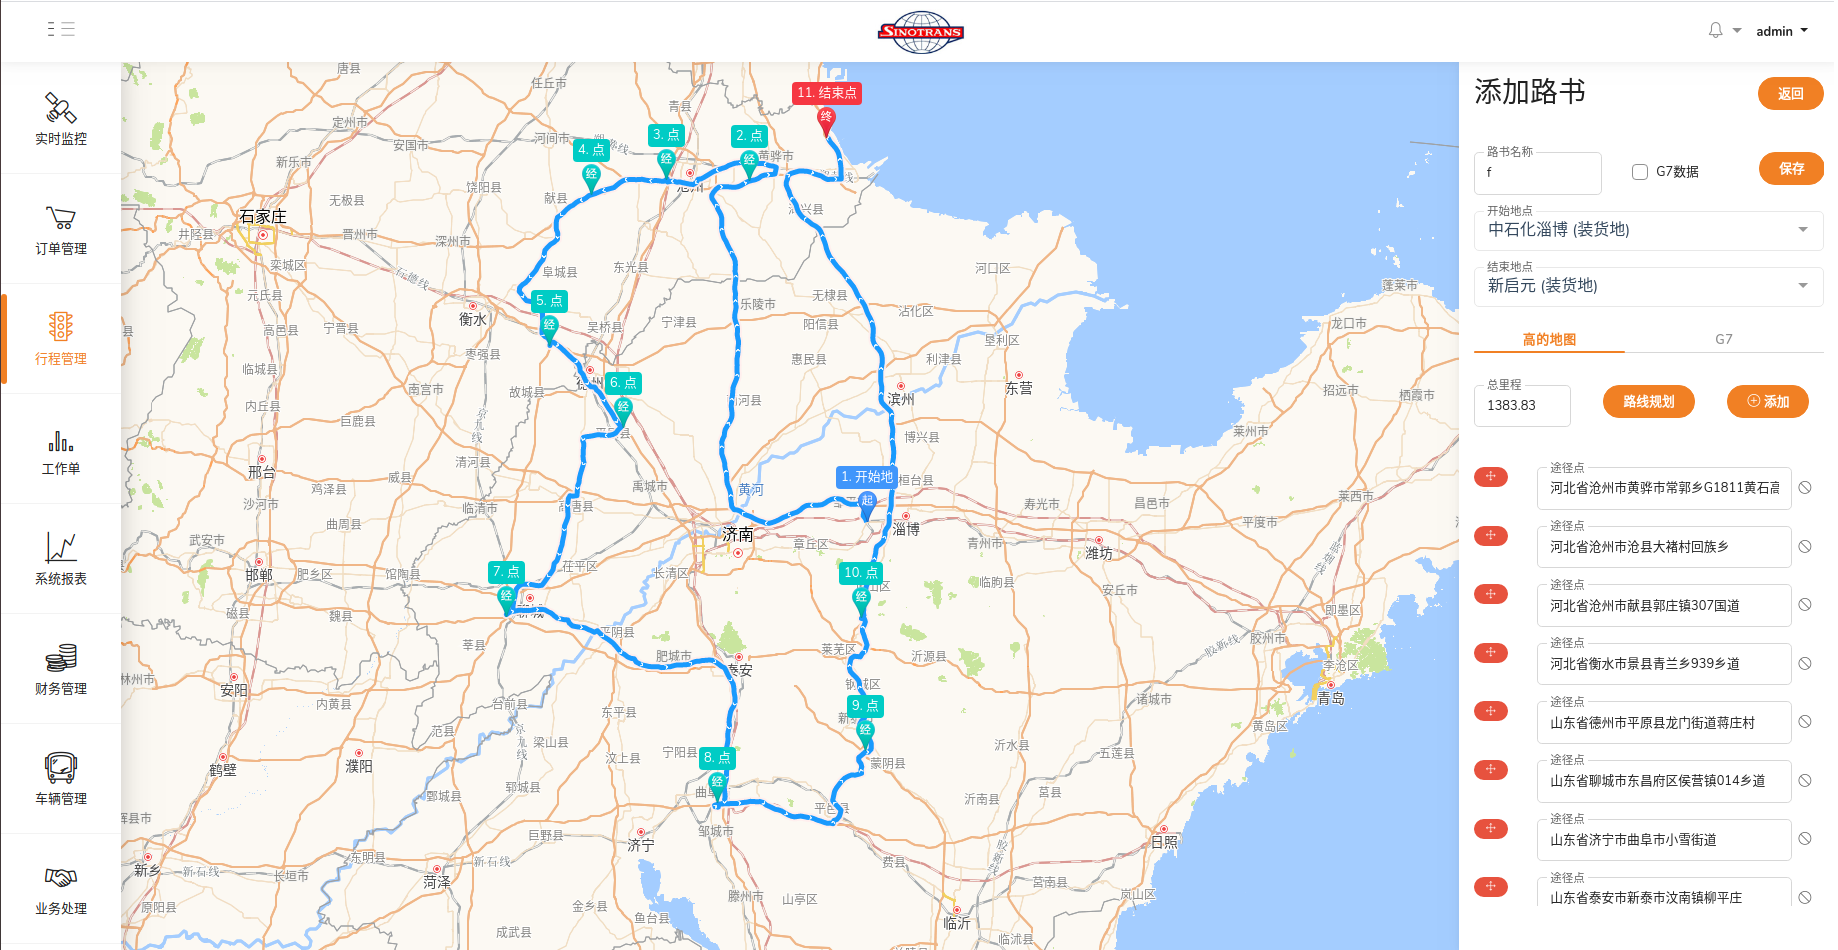 SINOTRANS
admin
实时监控
订单管理
行程管理
工作单
系统报表
财务管理
车辆管理
业务处理
添加路书
返回
路书名称
f
G7数据
保存
开始地点
中石化淄博 (装货地)
结束地点
新启元 (装货地)
高的地图
G7
总里程
1383.83
路线规划
添加
途径点
河北省沧州市黄骅市常郭乡G1811黄石高
途径点
河北省沧州市沧县大褚村回族乡
途径点
河北省沧州市献县郭庄镇307国道
途径点
河北省衡水市景县青兰乡939乡道
途径点
山东省德州市平原县龙门街道蒋庄村
途径点
山东省聊城市东昌府区侯营镇014乡道
途径点
山东省济宁市曲阜市小雪街道
途径点
山东省泰安市新泰市汶南镇柳平庄
11. 结束点
终
2. 点
经
3. 点
经
4. 点
经
5. 点
经
6. 点
经
1. 开始地
起
7. 点
经
10. 点
经
9. 点
经
8. 点
经
唐县
任丘市
青县
定州市
安国市
河间市
黄骅市
新乐市
饶阳县
献县
无极县
石家庄
井陉县
晋州市
深州市
栾城区
阜城县
东光县
河口区
元氏县
石德线
乐陵市
无棣县
沾化区
蓬莱市
衡水
高邑县
宁晋县
吴桥县
宁津县
阳信县
龙口市
垦利区
枣强县
惠民县
利津县
临城县
南宫市
故城县
东营
招远市
栖霞市
滨州
内丘县
巨鹿县
京九线
博兴县
莱州市
邢台
威县
清河县
禹城市
黄河
桓台县
鸡泽县
沙河市
临清市
寿光市
昌邑市
莱西市
曲周县
平度市
武安市
济南
淄博
章丘区
青州市
潍坊
邯郸
肥乡区
馆陶县
茌平区
长清区
临朐县
安丘市
磁县
魏县
莘县
平阴县
即墨区
胶州市
胶新线
莱芜区
沂源县
肥城市
泰安
李沧区
林州市
安阳
钢城区
诸城市
青岛
内黄县
台前县
东平县
黄岛区
范县
京九线
梁山县
宁阳县
汶上县
沂水县
五莲县
鹤壁
濮阳
蒙阴县
郓城县
鄄城县
沂南县
莒县
平邑县
邹城市
巨野县
济宁
日照
费县
新乡
新石线
东明县
长垣市
菏泽
新石线
莒南县
滕州市
山亭区
岚山区
原阳县
金乡县
鱼台县
临沂
成武县
临沭县